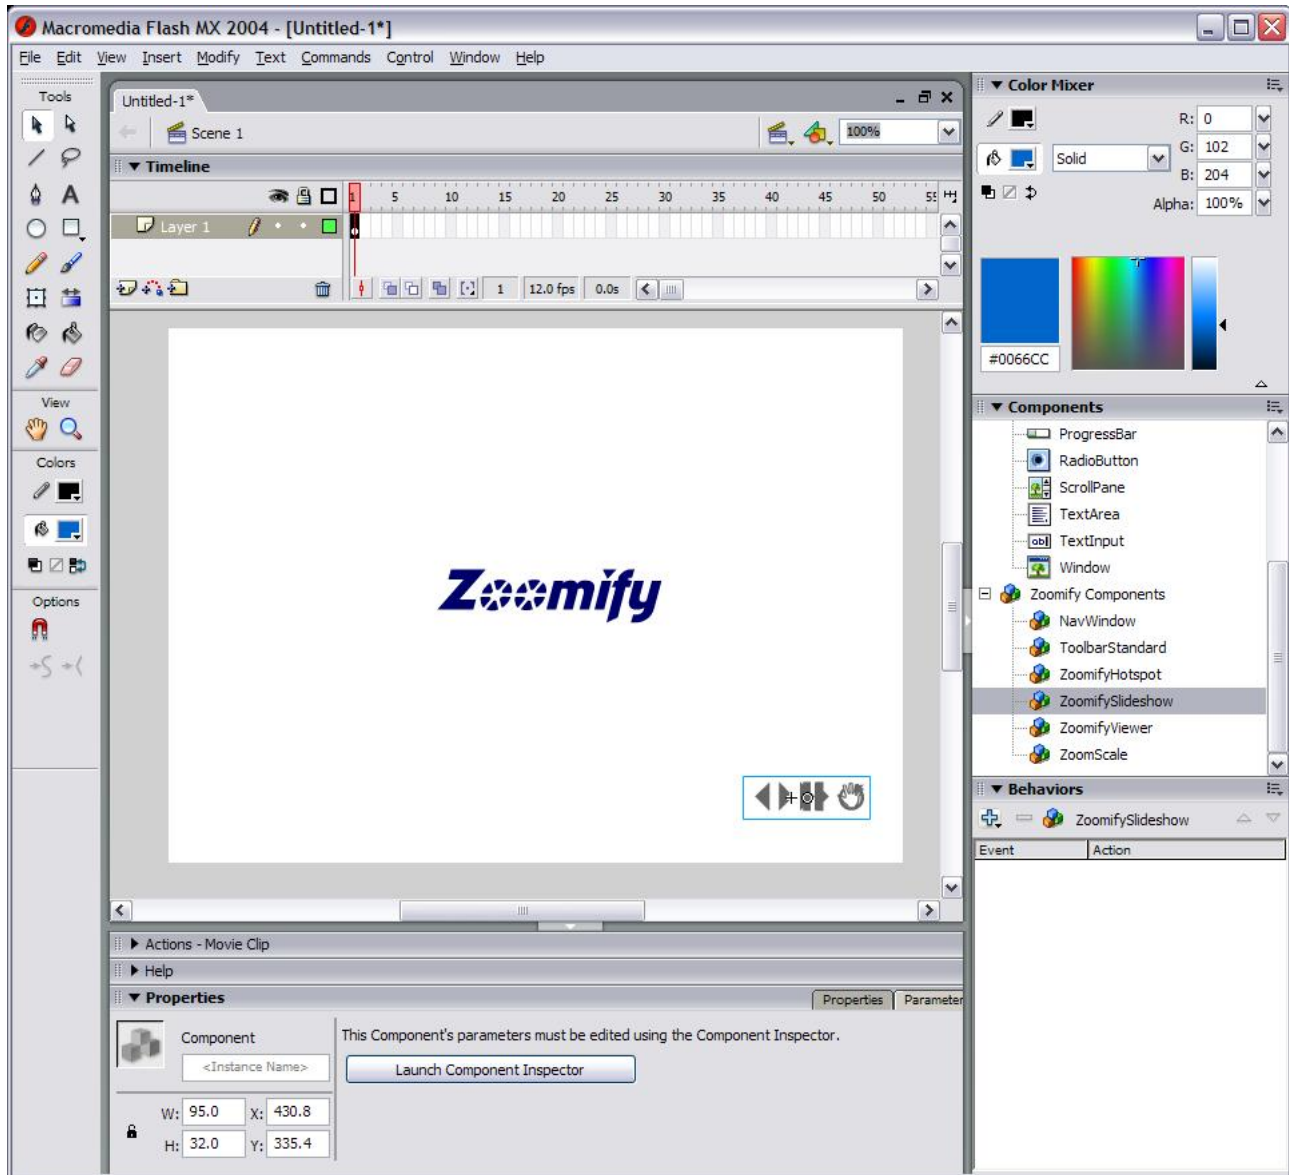 Macromedia Flash MX 2004 - [Untitled-1*]
File Edit View Insert Modify Text Commands Control Window Help
Tools
View
Colors
Options
Untitled-1*
Scene 1
100%
Timeline
1 5 10 15 20 25 30 35 40 45 50 55
Layer 1
1 12.0 fps 0.0s
Zoomify
Actions - Movie Clip
Help
Properties
Properties Parameter
Component
<Instance Name>
W: 95.0 X: 430.8
H: 32.0 Y: 335.4
This Component's parameters must be edited using the Component Inspector.
Launch Component Inspector
Color Mixer
R: 0
Solid
G: 102
B: 204
Alpha: 100%
#0066CC
Components
ProgressBar
RadioButton
ScrollPane
TextArea
abl TextInput
Window
Zoomify Components
NavWindow
ToolbarStandard
ZoomifyHotspot
ZoomifySlideshow
ZoomifyViewer
ZoomScale
Behaviors
ZoomifySlideshow
Event Action